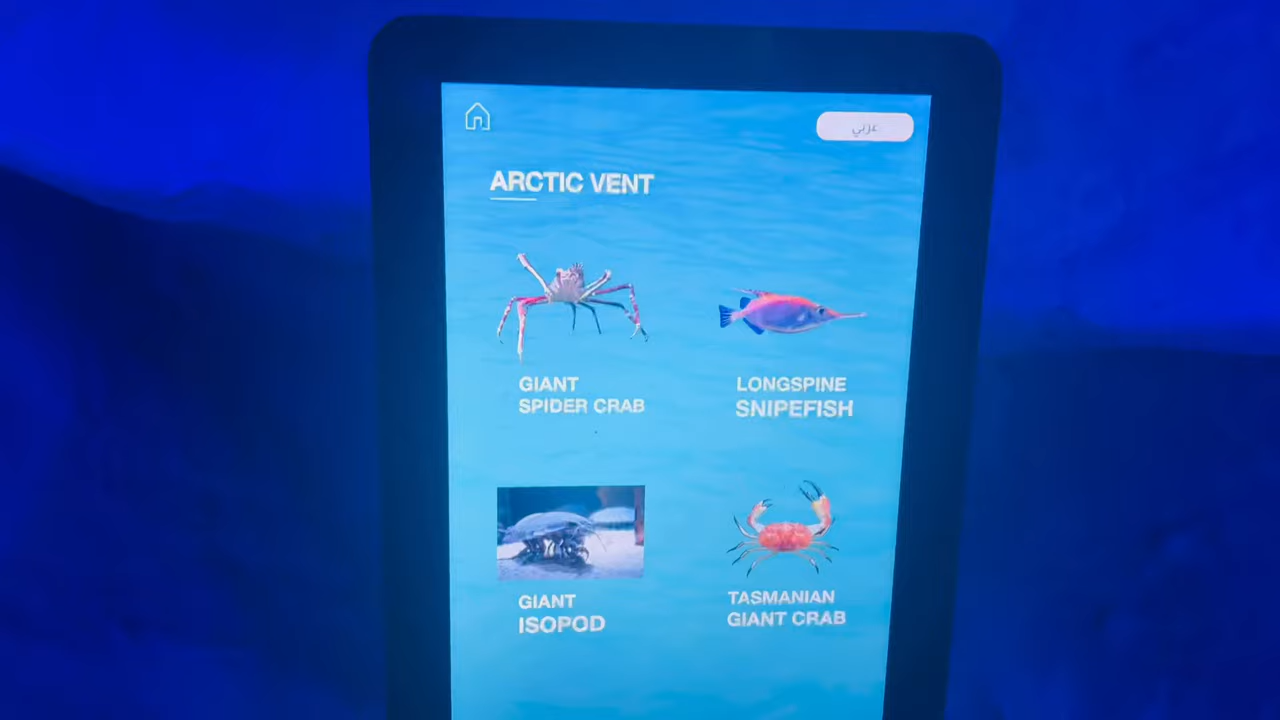 عربي
ARCTIC VENT
GIANT
SPIDER CRAB
LONGSPINE
SNIPEFISH
GIANT
ISOPOD
TASMANIAN
GIANT CRAB